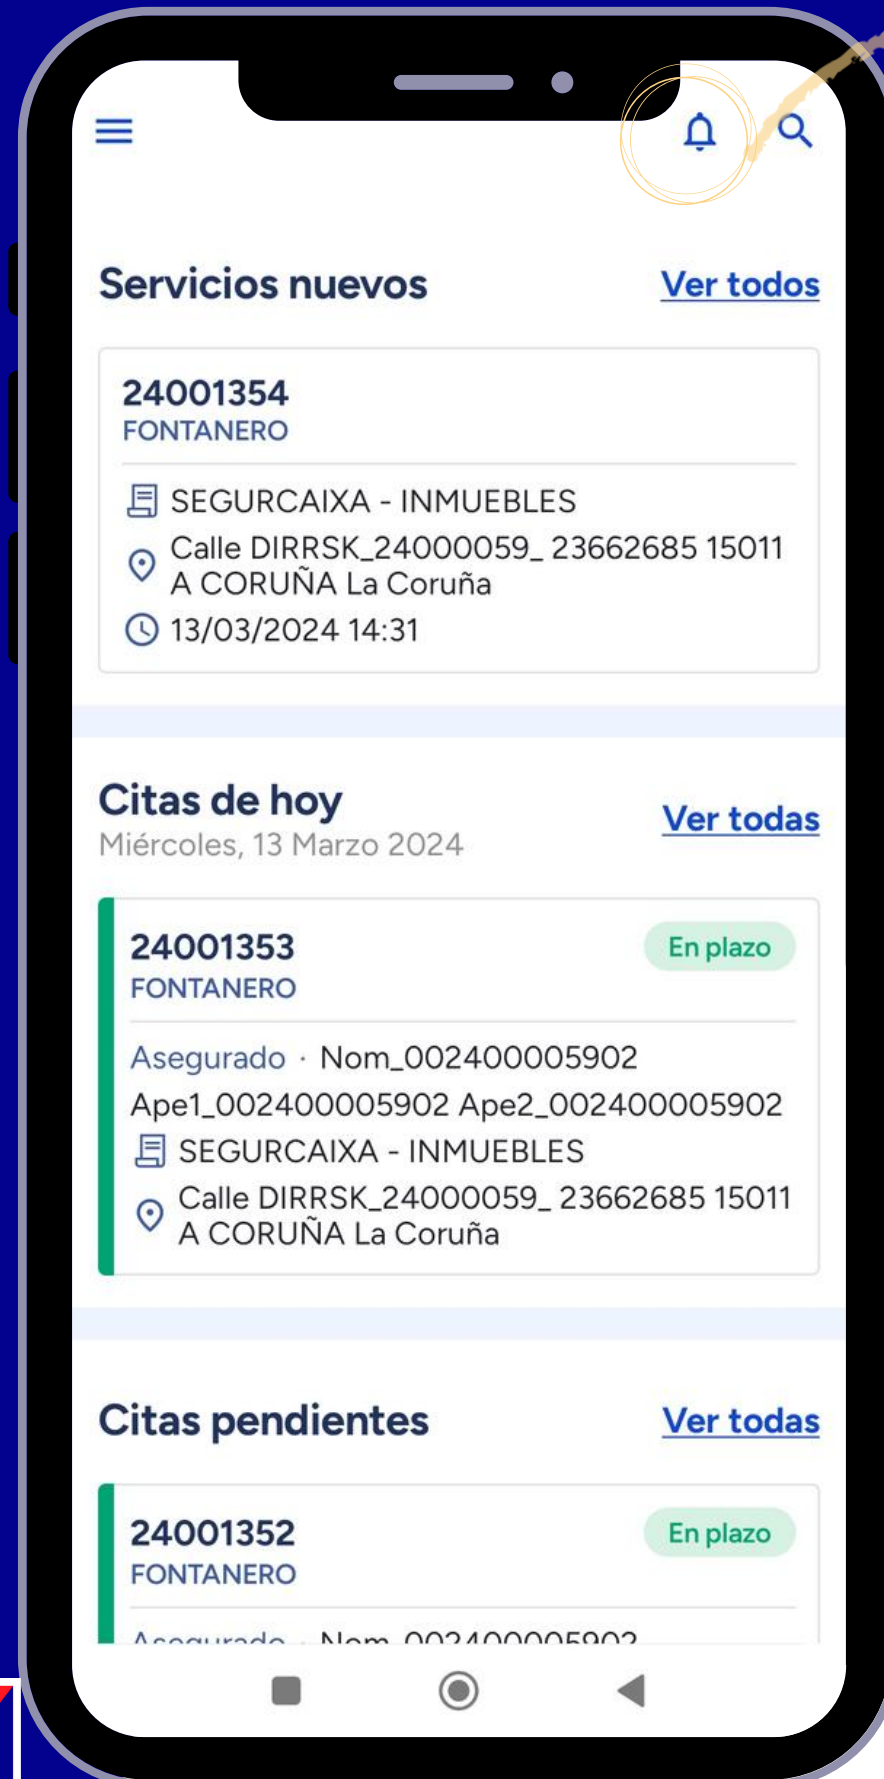 Servicios nuevos
Ver todos
24001354
FONTANERO
SEGURCAIXA - INMUEBLES
Calle DIRRSK_24000059_ 23662685 15011
A CORUÑA La Coruña
13/03/2024 14:31
Citas de hoy
Ver todas
Miércoles, 13 Marzo 2024
24001353
En plazo
FONTANERO
Asegurado · Nom_002400005902
Ape1_002400005902 Ape2_002400005902
SEGURCAIXA - INMUEBLES
Calle DIRRSK_24000059_ 23662685 15011
A CORUÑA La Coruña
Citas pendientes
Ver todas
24001352
En plazo
FONTANERO
Asegurado · Nom_002400005902